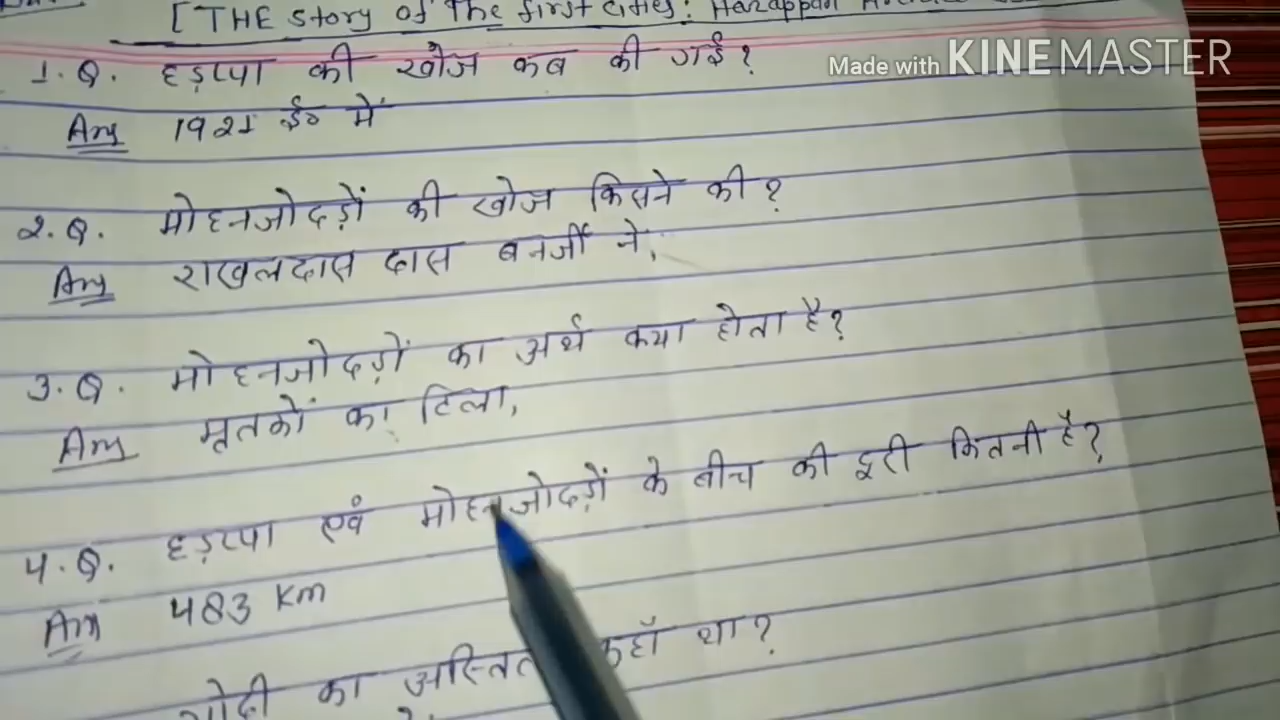 [THE Story of The first cities: Harappan
Made with KINEMASTER
1. Q. हड़प्पा की खोज कब की गई?
Ans 1921 ई० में
2. Q. मोहनजोदड़ों की खोज किसने की?
Ans राखलदास दास बनर्जी ने,
3. Q. मोहनजोदड़ों का अर्थ क्या होता है?
Ans मृतकों का टिला,
4. Q. हड़प्पा एवं मोहनजोदड़ों के बीच की दूरी कितनी है?
Ans 483 Km
का कहाँ था?